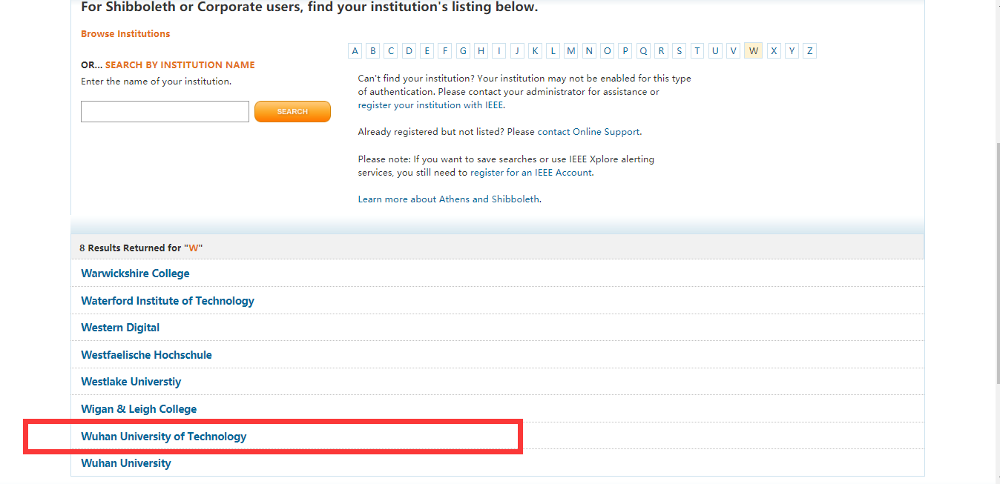 For Shibboleth or Corporate users, find your institution's listing below.
Browse Institutions
A B C D E F G H I J K L M N O P Q R S T U V W X Y Z
OR... SEARCH BY INSTITUTION NAME
Enter the name of your institution.
SEARCH
Can't find your institution? Your institution may not be enabled for this type
of authentication. Please contact your administrator for assistance or
register your institution with IEEE.
Already registered but not listed? Please contact Online Support.
Please note: If you want to save searches or use IEEE Xplore alerting
services, you still need to register for an IEEE Account.
Learn more about Athens and Shibboleth.
8 Results Returned for "W"
Warwickshire College
Waterford Institute of Technology
Western Digital
Westfaelische Hochschule
Westlake Universtiy
Wigan & Leigh College
Wuhan University of Technology
Wuhan University